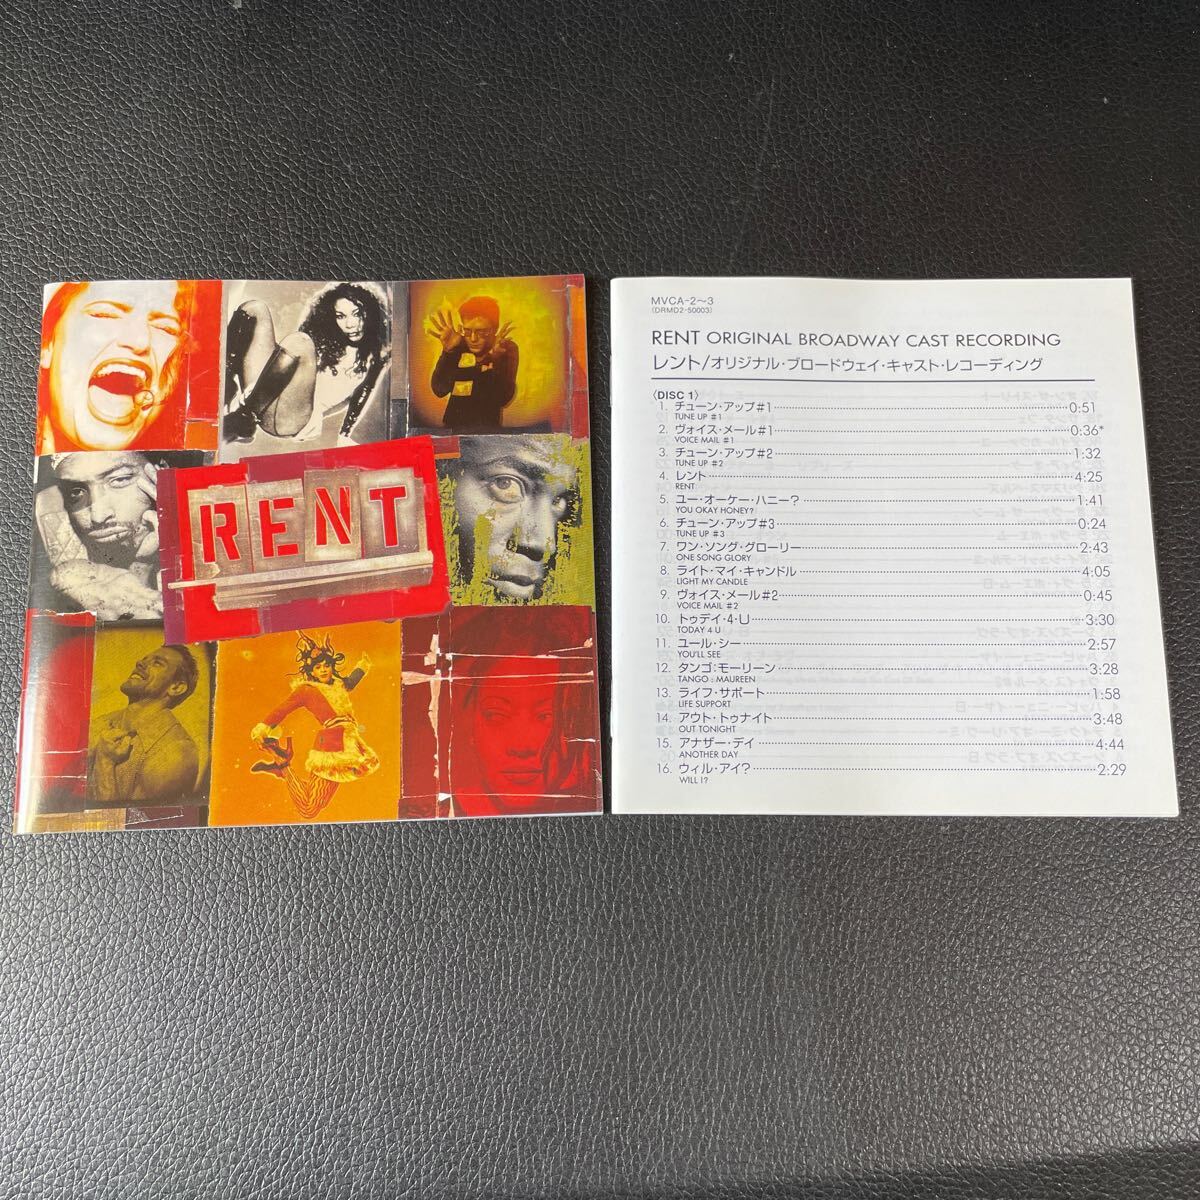 RENT
MVCA-2〜3
(DRMD2-50003)
RENT ORIGINAL BROADWAY CAST RECORDING
レント/オリジナル・ブロードウェイ・キャスト・レコーディング
〈DISC 1〉
1. チューン・アップ#1 0:51
TUNE UP #1
2. ヴォイス・メール#1 0:36*
VOICE MAIL #1
3. チューン・アップ#2 1:32
TUNE UP #2
4. レント 4:25
RENT
5. ユー・オーケー・ハニー? 1:41
YOU OKAY HONEY?
6. チューン・アップ#3 0:24
TUNE UP #3
7. ワン・ソング・グローリー 2:43
ONE SONG GLORY
8. ライト・マイ・キャンドル 4:05
LIGHT MY CANDLE
9. ヴォイス・メール#2 0:45
VOICE MAIL #2
10. トゥデイ・4・U 3:30
TODAY 4 U
11. ユール・シー 2:57
YOU'LL SEE
12. タンゴ:モーリーン 3:28
TANGO : MAUREEN
13. ライフ・サポート 1:58
LIFE SUPPORT
14. アウト・トゥナイト 3:48
OUT TONIGHT
15. アナザー・デイ 4:44
ANOTHER DAY
16. ウィル・アイ? 2:29
WILL I?